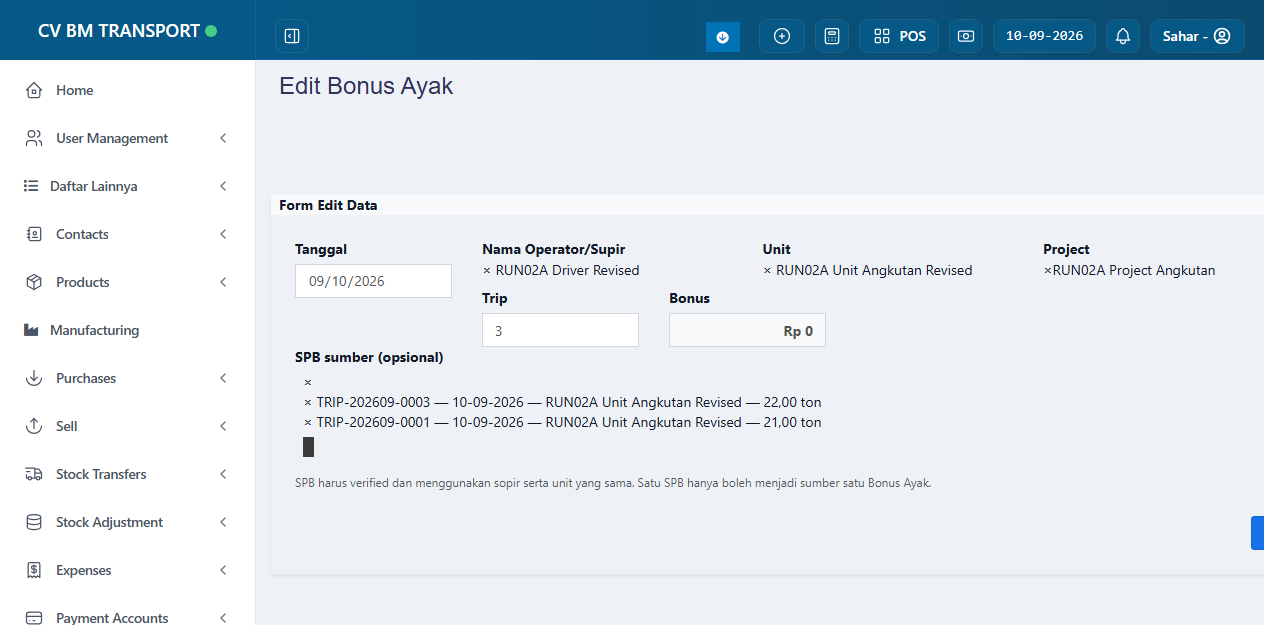 CV BM TRANSPORT
POS
10-09-2026
Sahar -
Home
User Management
Daftar Lainnya
Contacts
Products
Manufacturing
Purchases
Sell
Stock Transfers
Stock Adjustment
Expenses
Payment Accounts
Edit Bonus Ayak
Form Edit Data
Tanggal
09/10/2026
Nama Operator/Supir
× RUN02A Driver Revised
Unit
× RUN02A Unit Angkutan Revised
Project
×RUN02A Project Angkutan
Trip
3
Bonus
Rp 0
SPB sumber (opsional)
×
× TRIP-202609-0003 — 10-09-2026 — RUN02A Unit Angkutan Revised — 22,00 ton
× TRIP-202609-0001 — 10-09-2026 — RUN02A Unit Angkutan Revised — 21,00 ton
SPB harus verified dan menggunakan sopir serta unit yang sama. Satu SPB hanya boleh menjadi sumber satu Bonus Ayak.